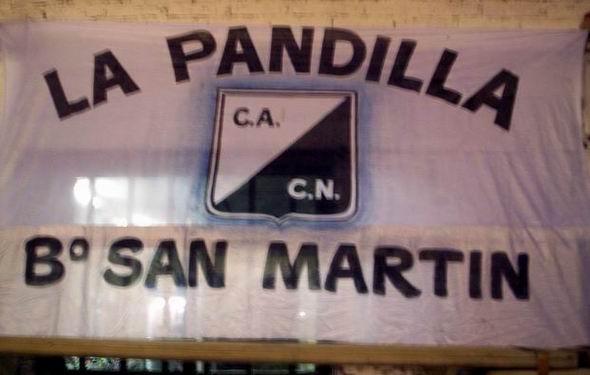 LA PANDILLA
C.A.
C.N.
Bº SAN MARTIN